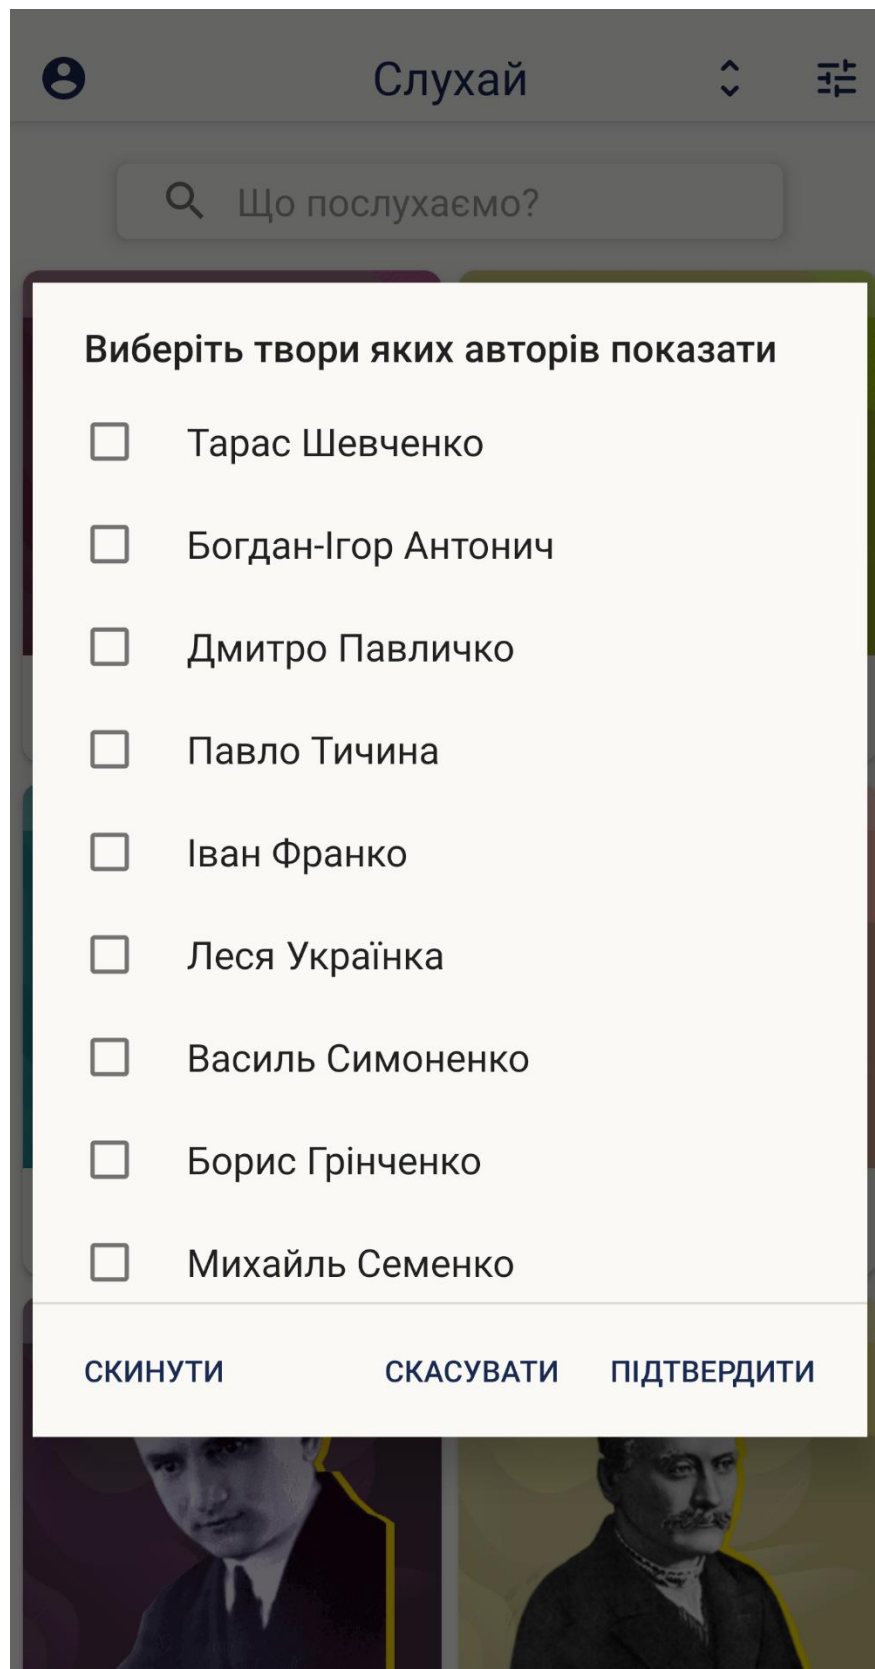 Слухай
Що послухаємо?
Виберіть твори яких авторів показати
Тарас Шевченко
Богдан-Ігор Антонич
Дмитро Павличко
Павло Тичина
Іван Франко
Леся Українка
Василь Симоненко
Борис Грінченко
Михайль Семенко
СКИНУТИ СКАСУВАТИ ПІДТВЕРДИТИ